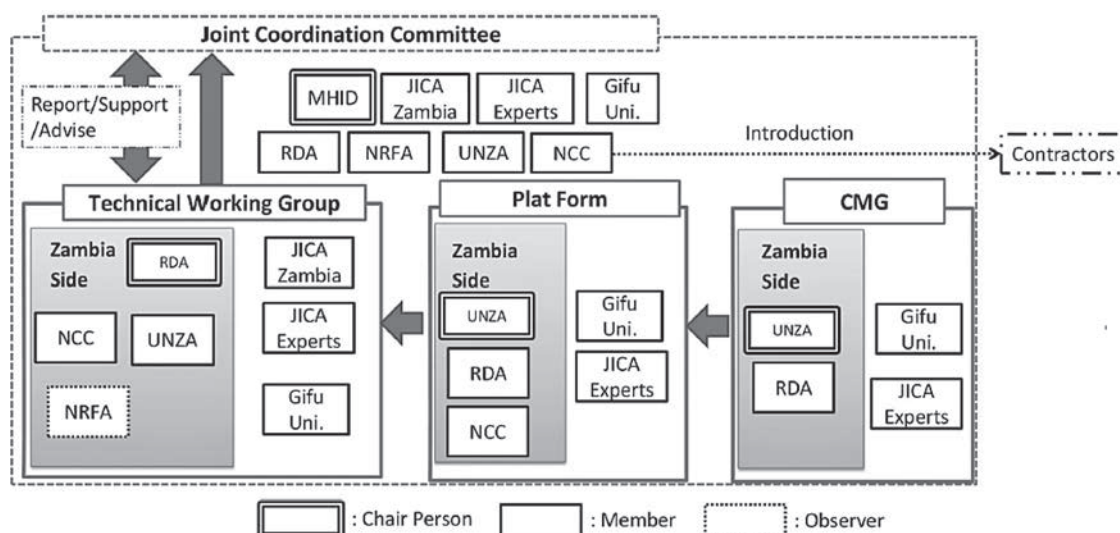 Joint Coordination Committee
Report/Support
/Advise
MHID
JICA
Zambia
JICA
Experts
Gifu
Uni.
RDA
NRFA
UNZA
NCC
Introduction
Contractors
Technical Working Group
Zambia
Side
RDA
JICA
Zambia
NCC
UNZA
JICA
Experts
NRFA
Gifu
Uni.
Plat Form
Zambia
Side
UNZA
Gifu
Uni.
RDA
JICA
Experts
NCC
CMG
Zambia
Side
UNZA
Gifu
Uni.
RDA
JICA
Experts
: Chair Person
: Member
: Observer